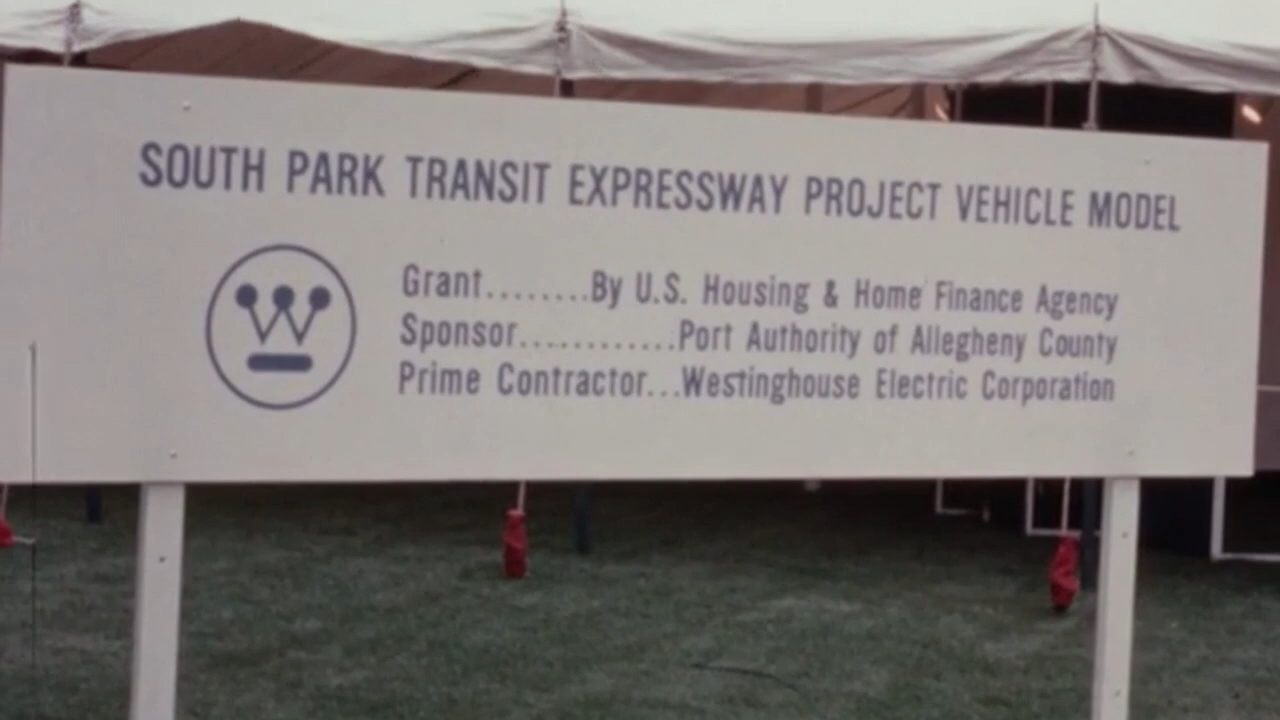 SOUTH PARK TRANSIT EXPRESSWAY PROJECT VEHICLE MODEL
Grant........By U.S. Housing & Home Finance Agency
Sponsor............Port Authority of Allegheny County
Prime Contractor...Westinghouse Electric Corporation